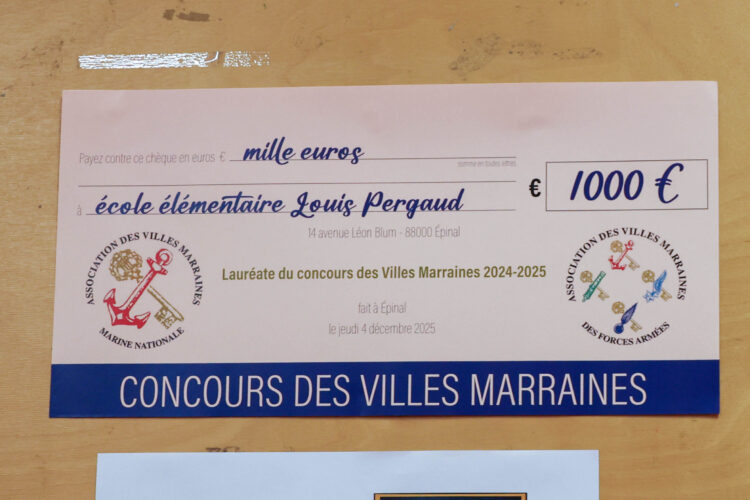 Payez contre ce chèque en euros € mille euros
somme en toutes lettres
€ 1000 €
à école élémentaire Louis Pergaud
14 avenue Léon Blum - 88000 Épinal
ASSOCIATION DES VILLES MARRAINES
MARINE NATIONALE
Lauréate du concours des Villes Marraines 2024-2025
fait à Épinal
le jeudi 4 décembre 2025
ASSOCIATION DES VILLES MARRAINES
DES FORCES ARMÉES
CONCOURS DES VILLES MARRAINES